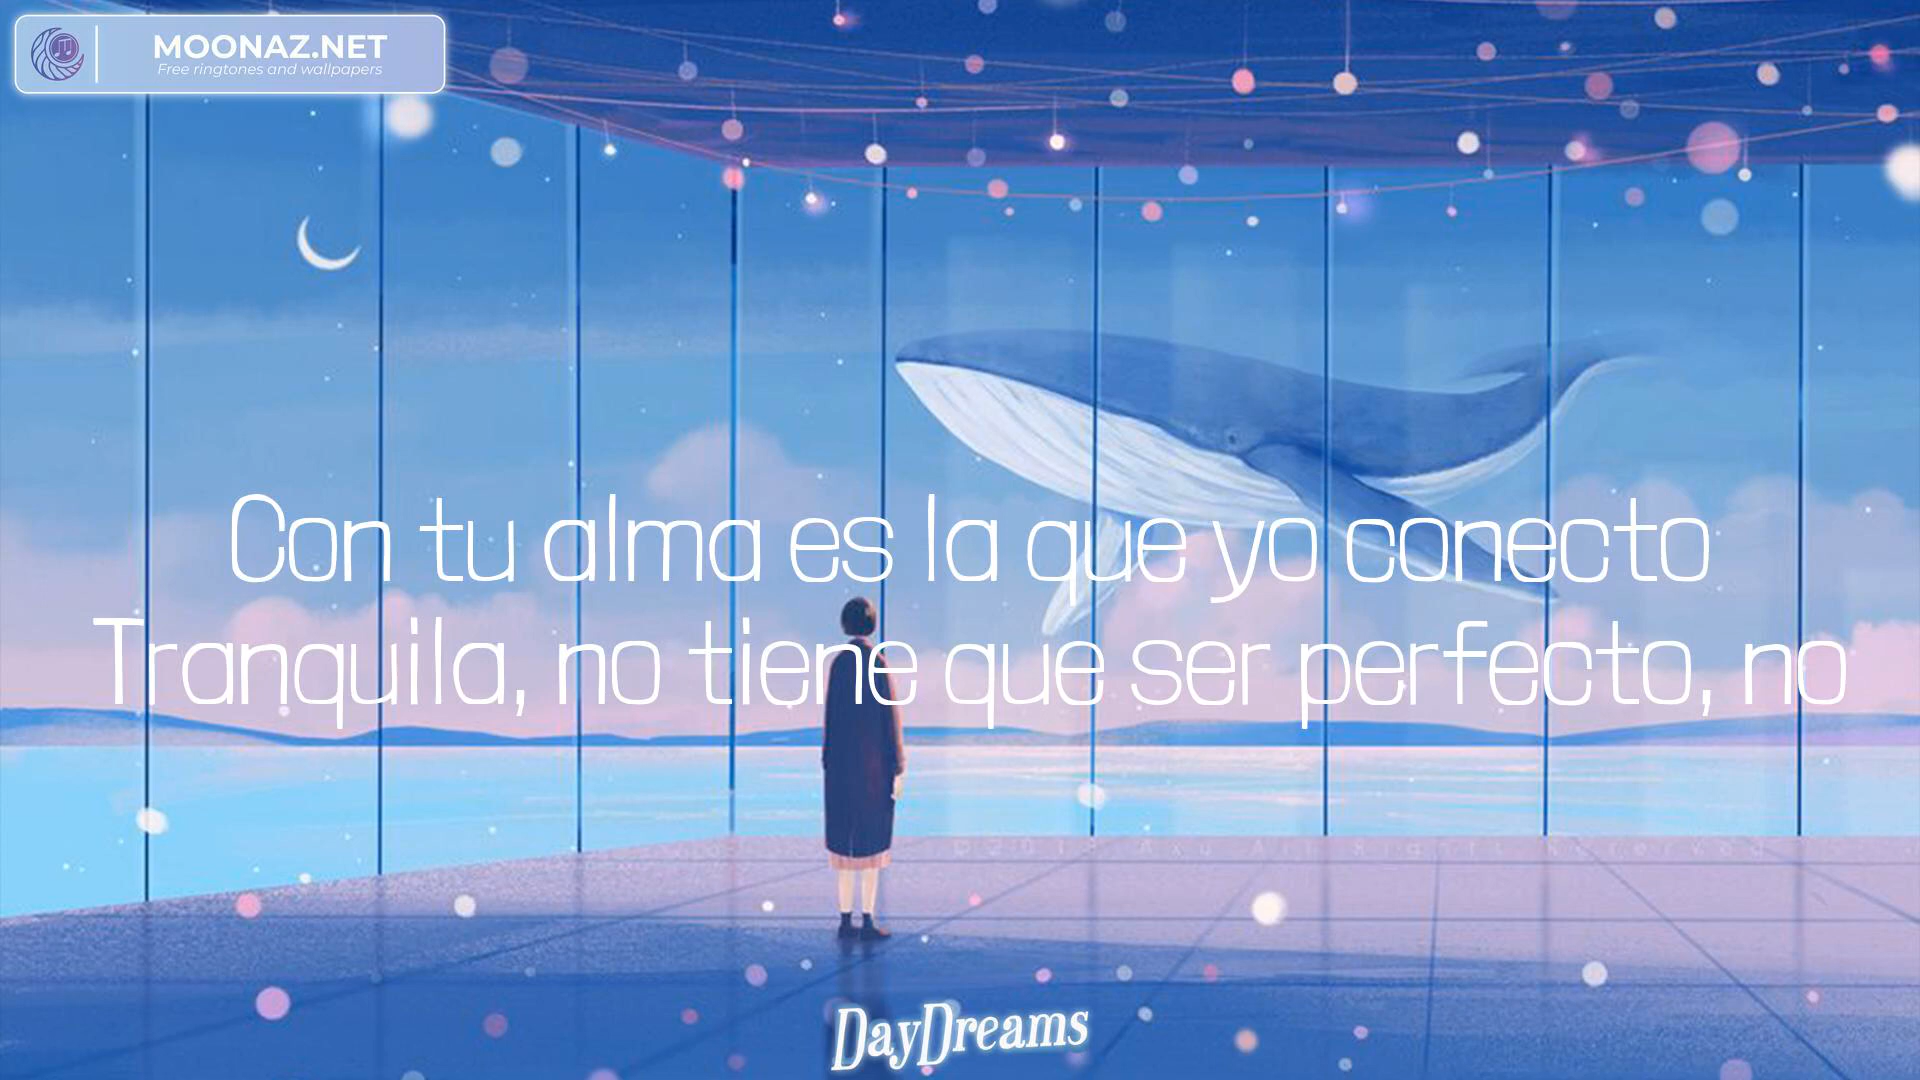 MOONAZ.NET
Free ringtones and wallpapers
Con tu alma es la que yo conecto
Tranquila, no tiene que ser perfecto, no
DayDreams